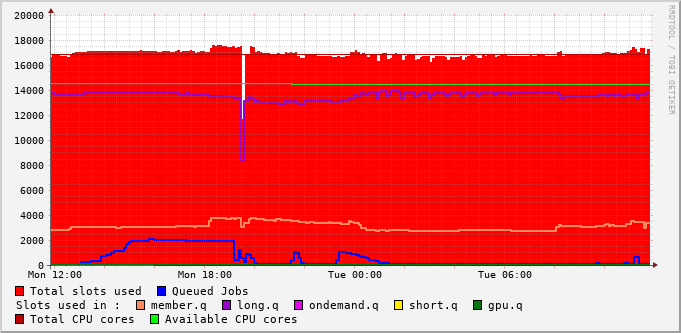 20000
18000
16000
14000
12000
10000
8000
6000
4000
2000
0
Mon 12:00 Mon 18:00 Tue 00:00 Tue 06:00
RRDTOOL / TOBI OETIKER
Total slots used Queued Jobs
Slots used in : member.q long.q ondemand.q short.q gpu.q
Total CPU cores Available CPU cores